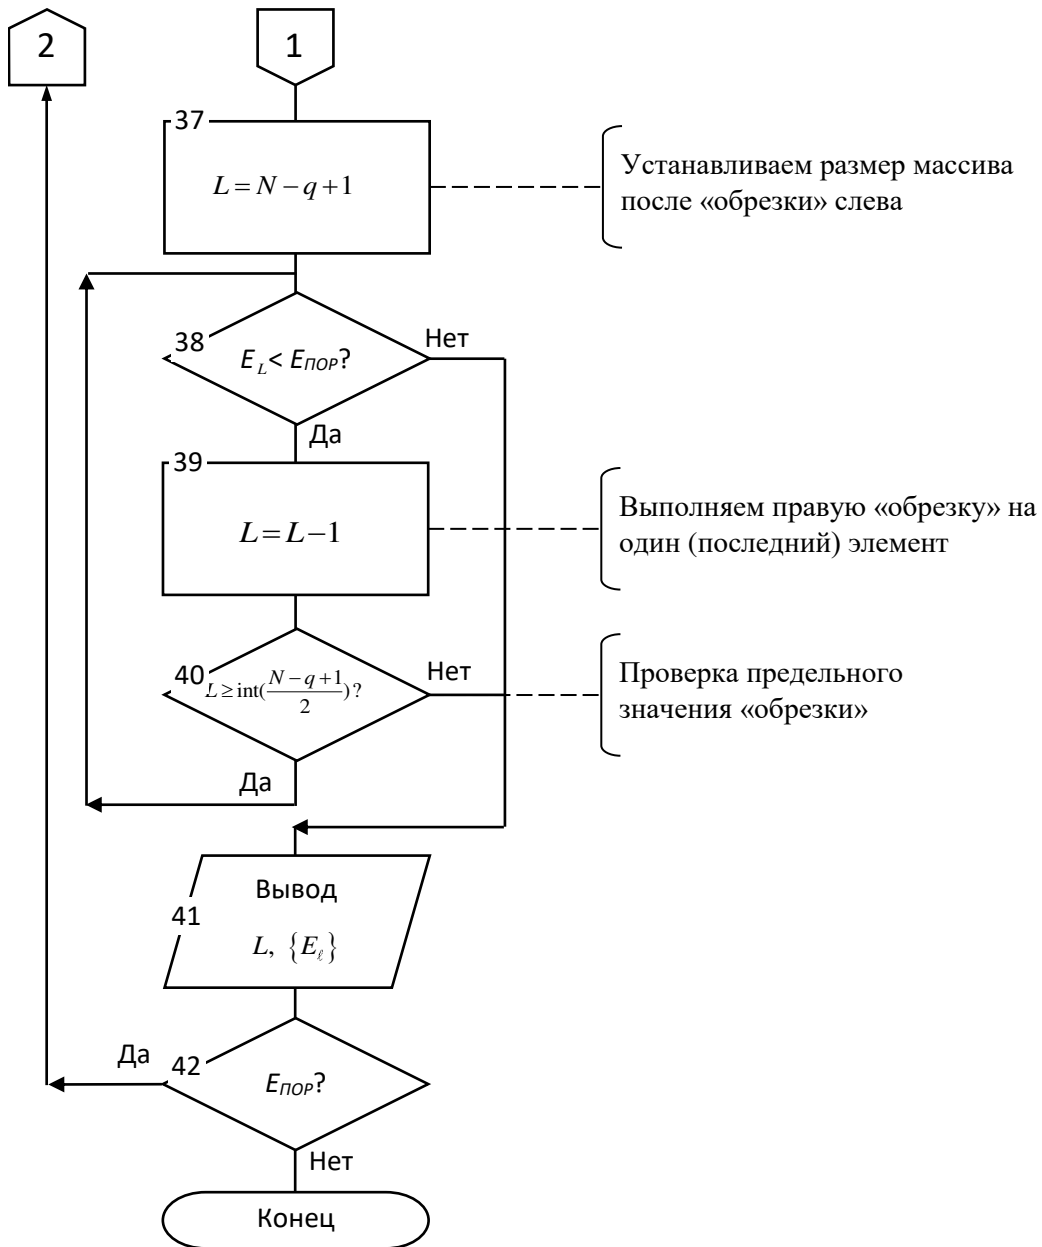 2
1
37
L = N − q + 1
Устанавливаем размер массива
после «обрезки» слева
38
E_L < E_ПОР?
Нет
Да
39
L = L − 1
Выполняем правую «обрезку» на
один (последний) элемент
40
L ≥ int((N − q + 1)/2)?
Нет
Проверка предельного
значения «обрезки»
Да
Вывод
41
L, {E_ℓ}
Да
42
E_ПОР?
Нет
Конец